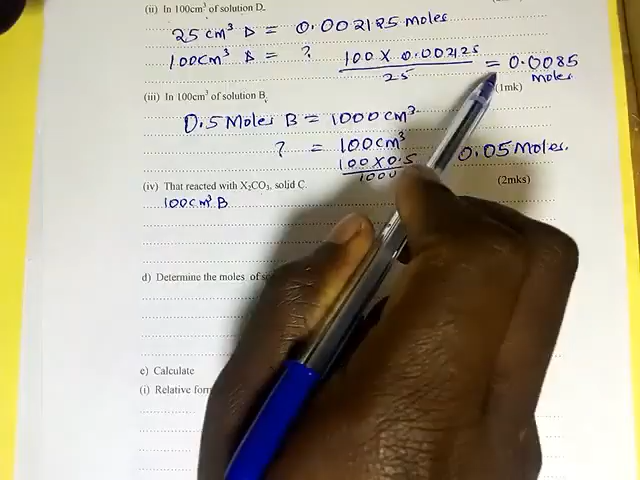 (ii) In 100cm³ of solution D.
25 cm³ D = 0.002125 moles
100cm³ D = ? 100 X 0.002125 / 25 = 0.0085 moles
(1mk)
(iii) In 100cm³ of solution B.
0.5 Moles B = 1000 cm³
? = 100cm³
100 X 0.5 / 1000 0.05 Moles.
(iv) That reacted with X₂CO₃, solid C. (2mks)
100cm³ B
d) Determine the moles of
e) Calculate
(i) Relative for